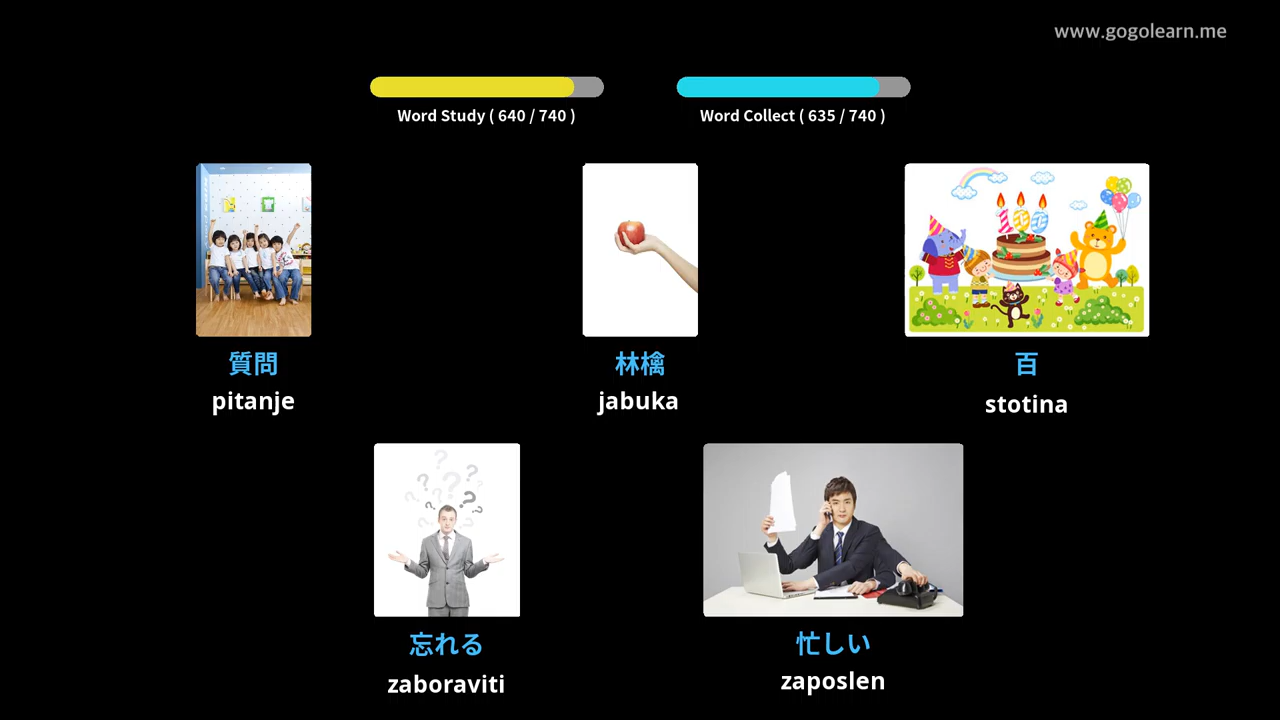 www.gogolearn.me
Word Study ( 640 / 740 )
Word Collect ( 635 / 740 )
質問
pitanje
林檎
jabuka
100
百
stotina
忘れる
zaboraviti
忙しい
zaposlen